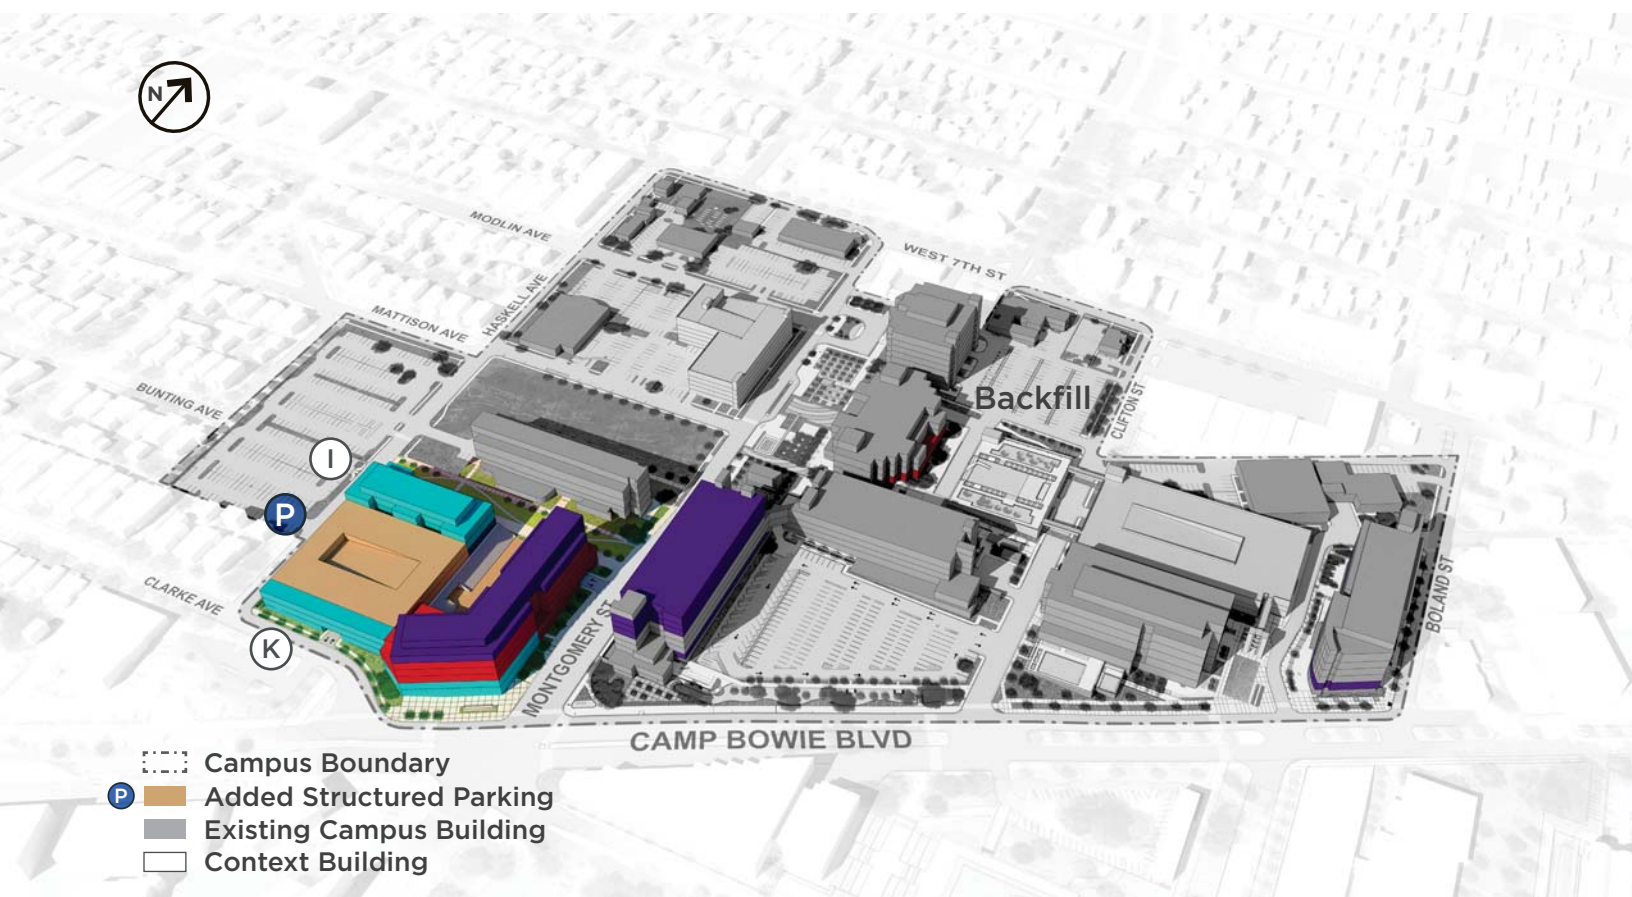 N
MODLIN AVE
WEST 7TH ST
HASKELL AVE
MATTISON AVE
BUNTING AVE
Backfill
CLIFTON ST
I
P
CLARKE AVE
K
MONTGOMERY ST
BOLAND ST
CAMP BOWIE BLVD
Campus Boundary
P Added Structured Parking
Existing Campus Building
Context Building